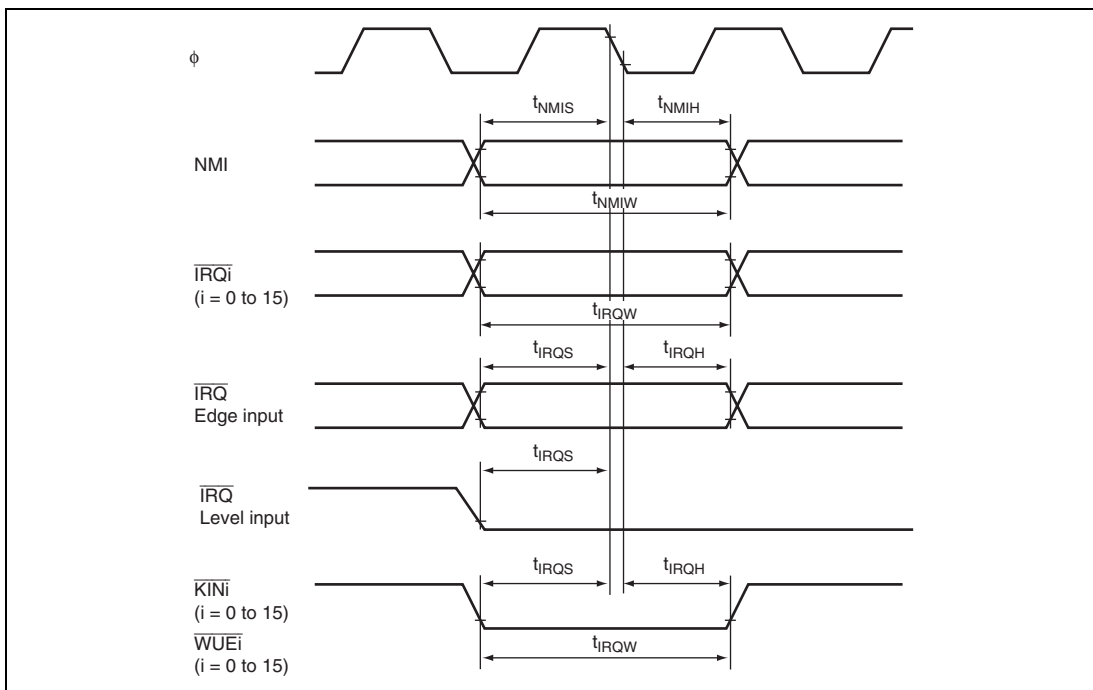 ϕ
tNMIS tNMIH
NMI
tNMIW
IRQi
(i = 0 to 15)
tIRQW
tIRQS tIRQH
IRQ
Edge input
tIRQS
IRQ
Level input
tIRQS tIRQH
KINi
(i = 0 to 15)
tIRQW
WUEi
(i = 0 to 15)